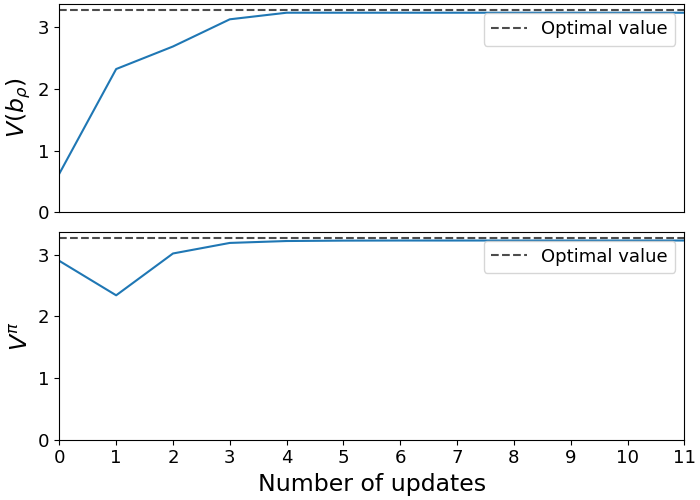 3
2
1
0
V(b_ρ)
Optimal value
3
2
1
0
V^π
Optimal value
0 1 2 3 4 5 6 7 8 9 10 11
Number of updates